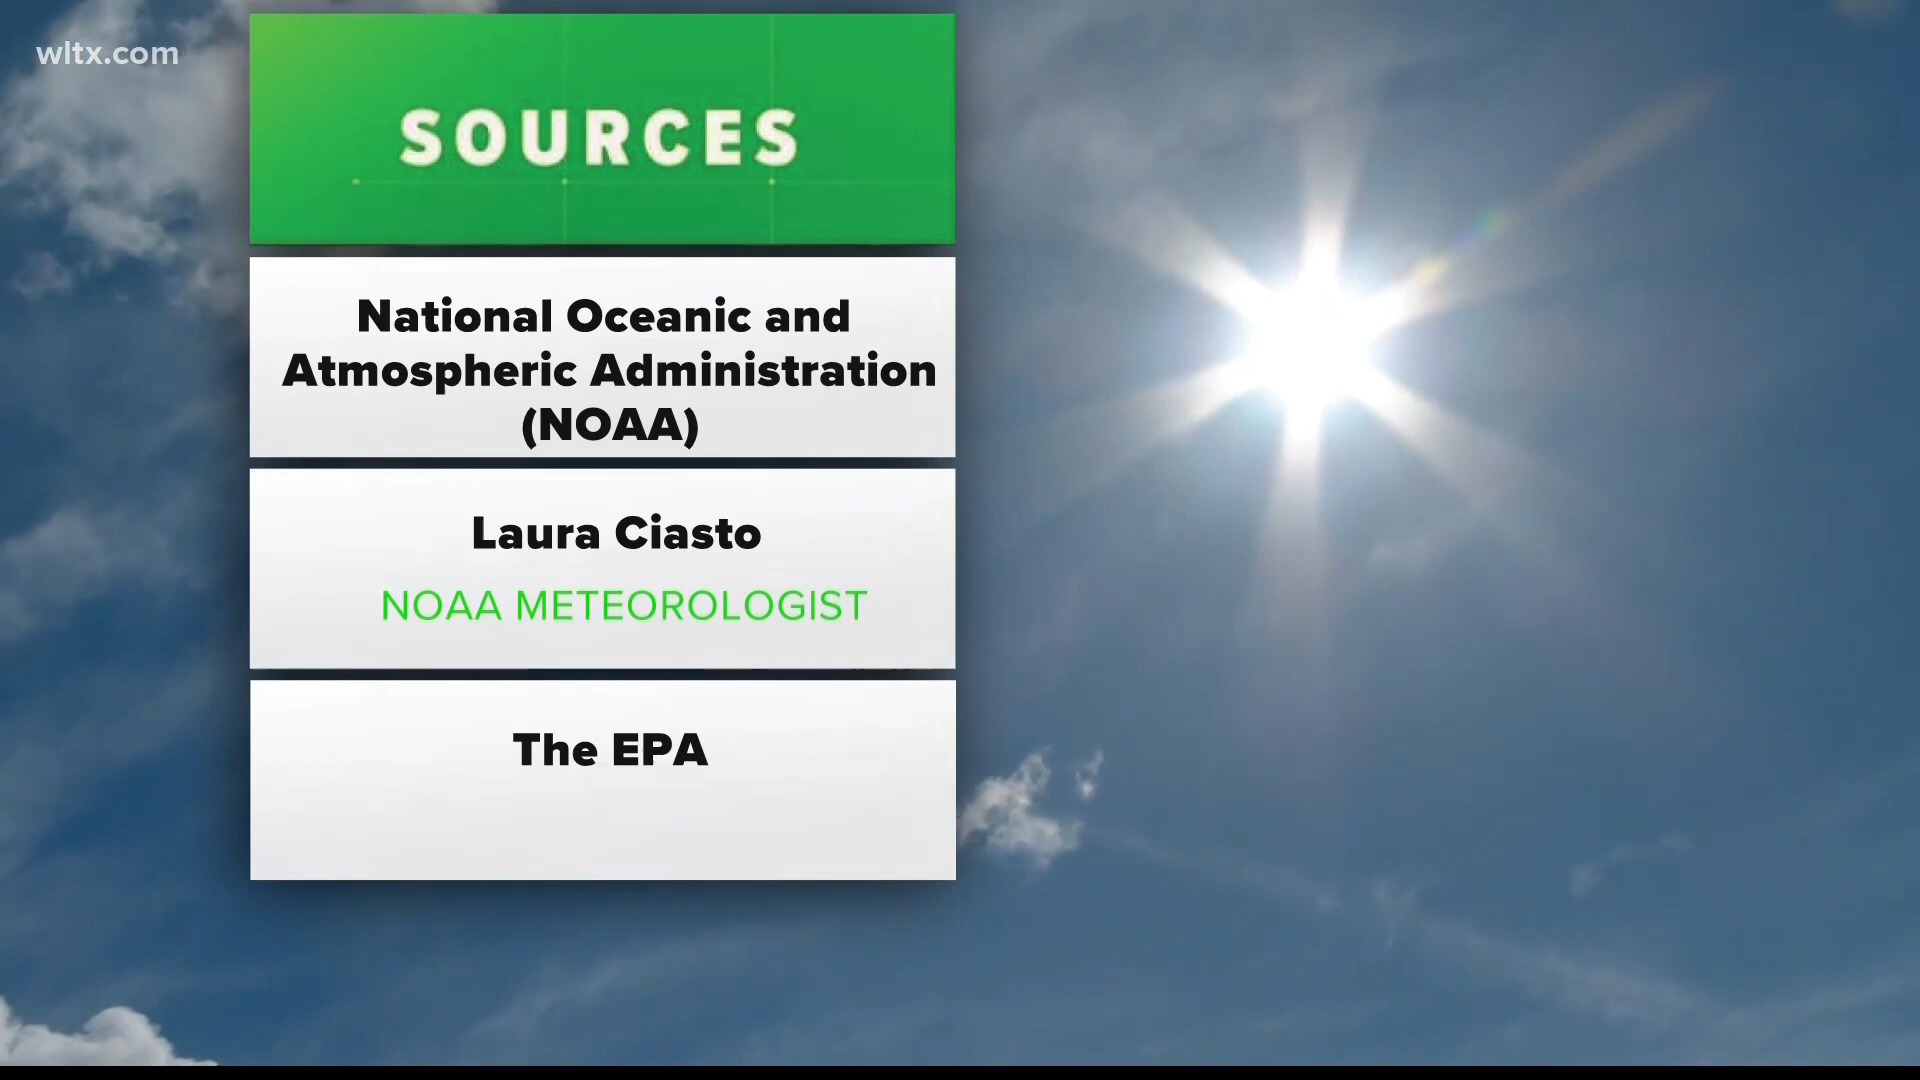 wltx.com
SOURCES
National Oceanic and
Atmospheric Administration
(NOAA)
Laura Ciasto
NOAA METEOROLOGIST
The EPA